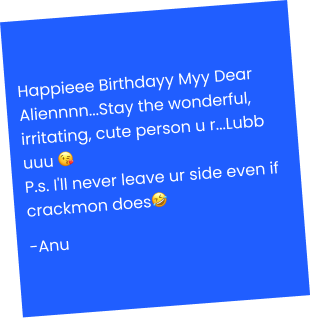 Happieee Birthdayy Myy Dear
Aliennnn...Stay the wonderful,
irritating, cute person u r...Lubb
uuu 😘
P.s. I'll never leave ur side even if
crackmon does🤣
-Anu